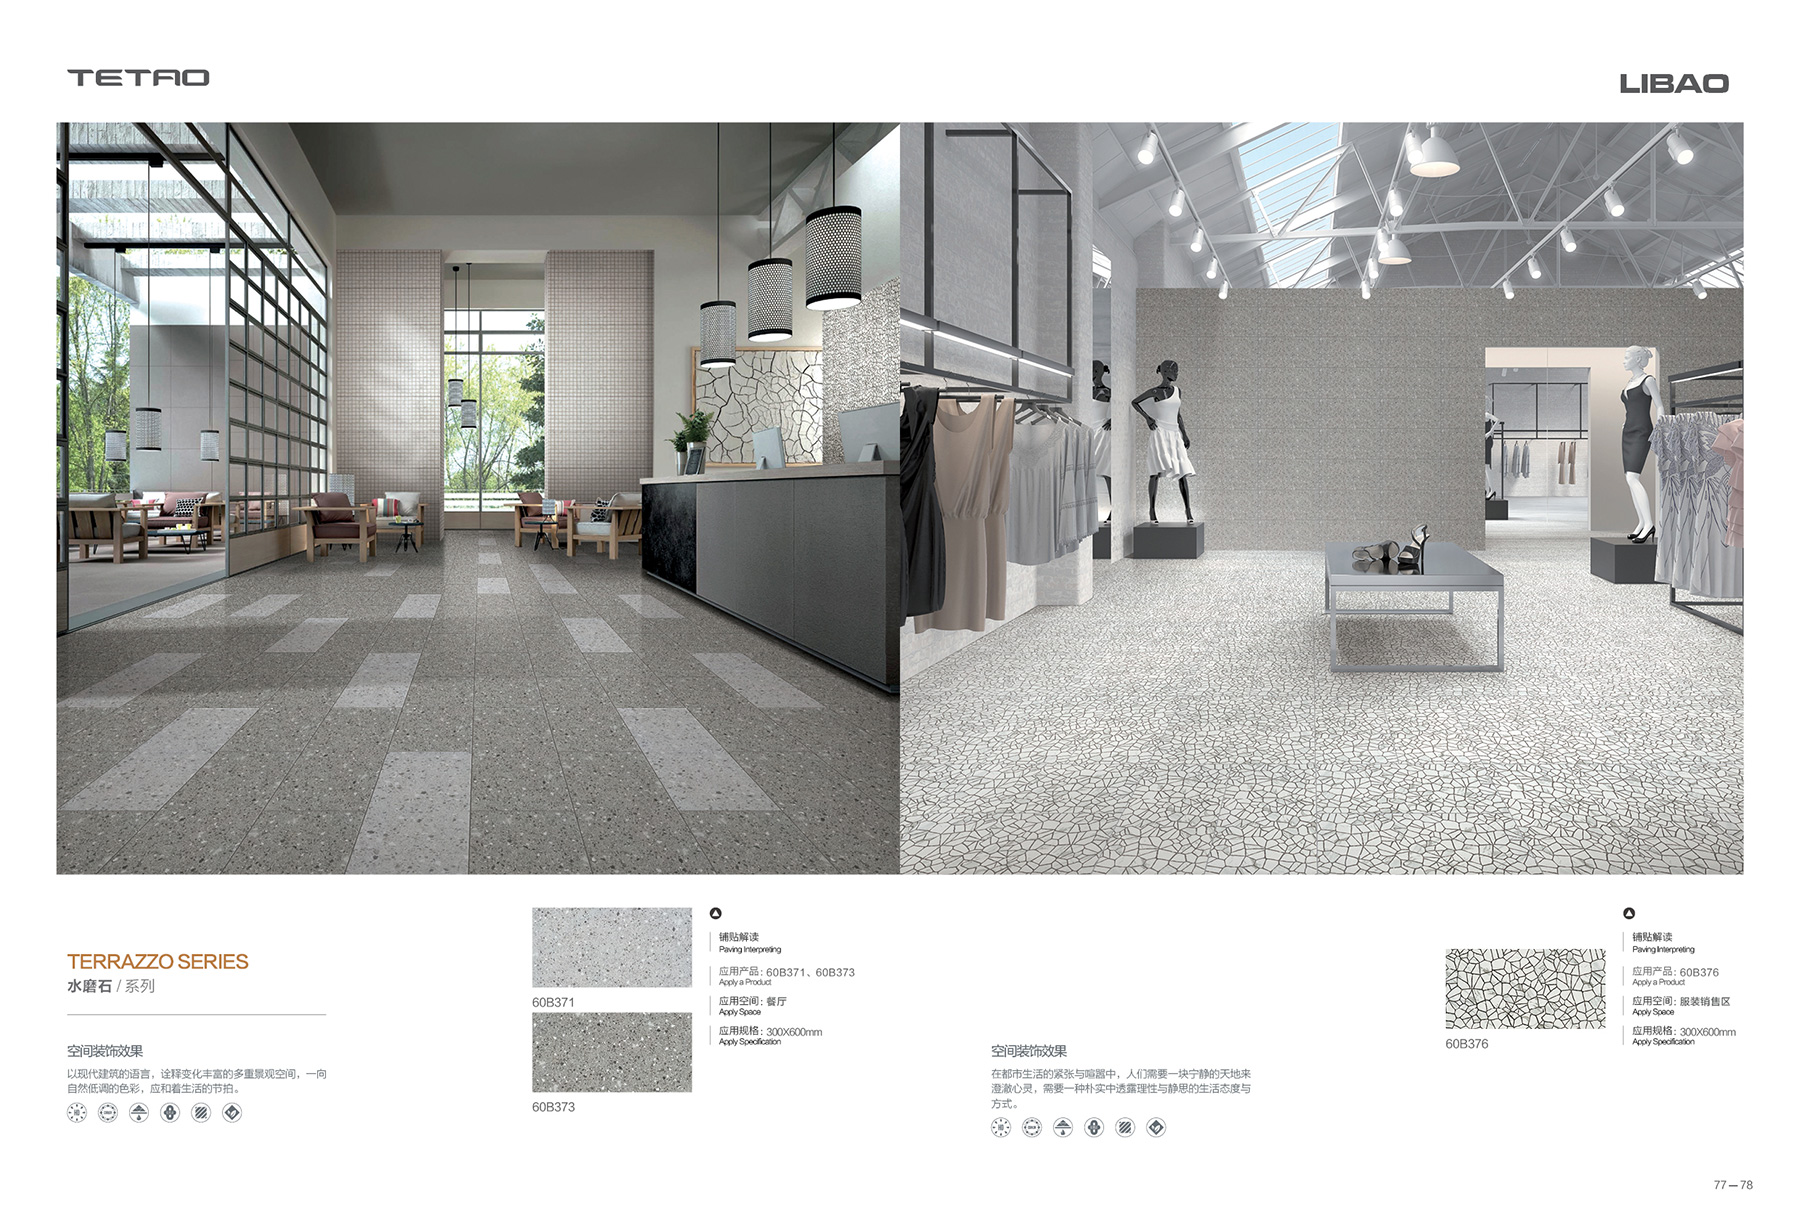 TETAO
LIBAO
TERRAZZO SERIES
水磨石 / 系列
空间装饰效果
以现代建筑的语言，诠释变化丰富的多重景观空间，一向
自然低调的色彩，应和着生活的节拍。
60B371
60B373
铺贴解读
Paving Interpreting
应用产品: 60B371、60B373
Apply a Product
应用空间: 餐厅
Apply Space
应用规格: 300X600mm
Apply Specification
空间装饰效果
在都市生活的紧张与喧嚣中，人们需要一块宁静的天地来
澄澈心灵，需要一种朴实中透露理性与静思的生活态度与
方式。
60B376
铺贴解读
Paving Interpreting
应用产品: 60B376
Apply a Product
应用空间: 服装销售区
Apply Space
应用规格: 300X600mm
Apply Specification
77—78